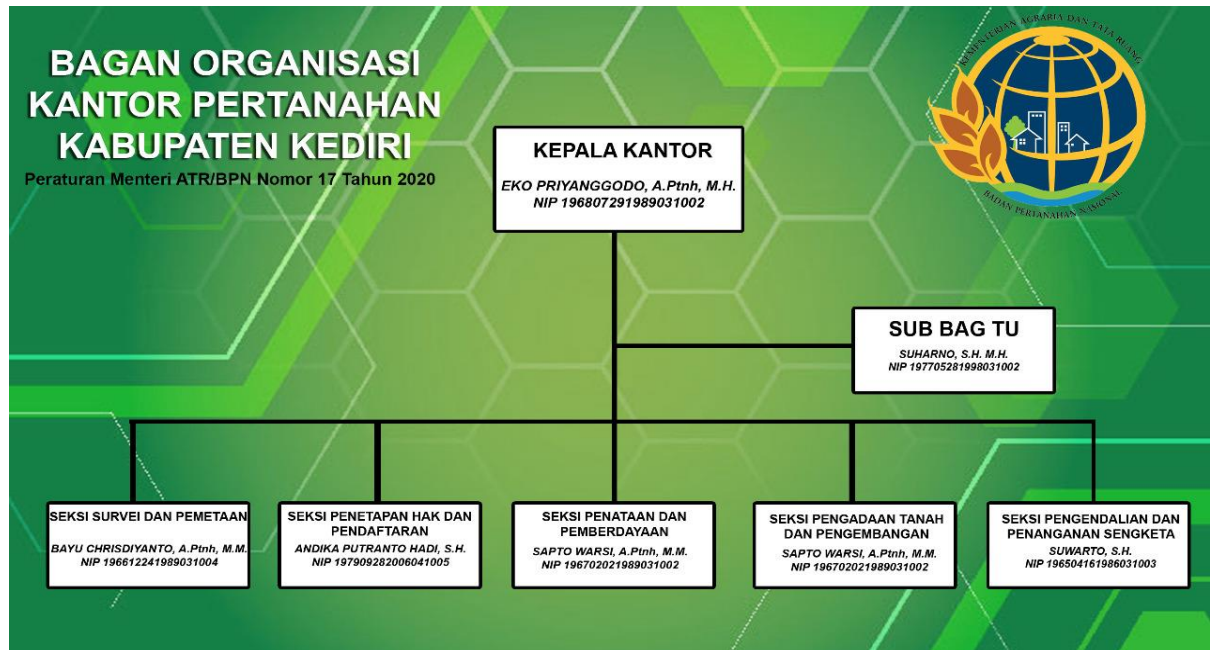 BAGAN ORGANISASI
KANTOR PERTANAHAN
KABUPATEN KEDIRI
Peraturan Menteri ATR/BPN Nomor 17 Tahun 2020
KEMENTERIAN AGRARIA DAN TATA RUANG
BADAN PERTANAHAN NASIONAL
KEPALA KANTOR
EKO PRIYANGGODO, A.Ptnh, M.H.
NIP 196807291989031002
SUB BAG TU
SUHARNO, S.H. M.H.
NIP 197705281998031002
SEKSI SURVEI DAN PEMETAAN
BAYU CHRISDIYANTO, A.Ptnh, M.M.
NIP 196612241989031004
SEKSI PENETAPAN HAK DAN
PENDAFTARAN
ANDIKA PUTRANTO HADI, S.H.
NIP 197909282006041005
SEKSI PENATAAN DAN
PEMBERDAYAAN
SAPTO WARSI, A.Ptnh, M.M.
NIP 196702021989031002
SEKSI PENGADAAN TANAH
DAN PENGEMBANGAN
SAPTO WARSI, A.Ptnh, M.M.
NIP 196702021989031002
SEKSI PENGENDALIAN DAN
PENANGANAN SENGKETA
SUWARTO, S.H.
NIP 196504161986031003